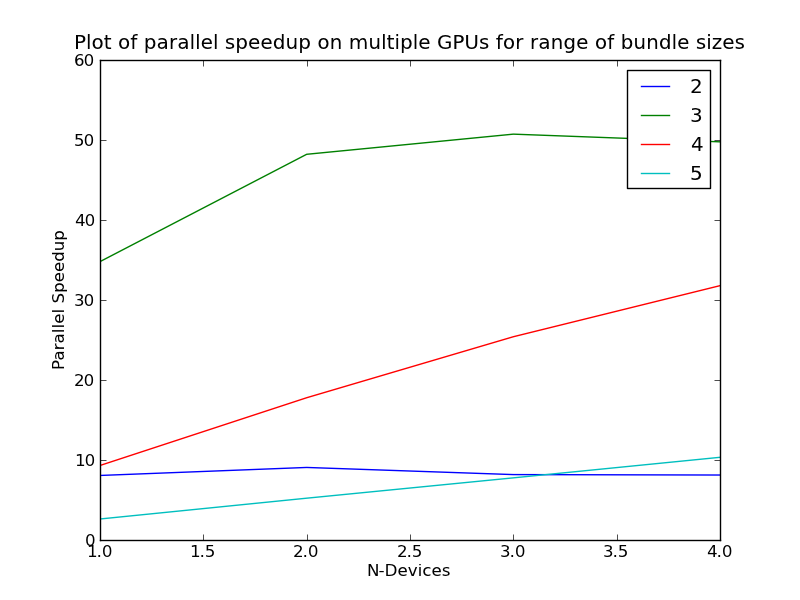 Plot of parallel speedup on multiple GPUs for range of bundle sizes
60
50
40
30
20
10
0
Parallel Speedup
2
3
4
5
1.0 1.5 2.0 2.5 3.0 3.5 4.0
N-Devices